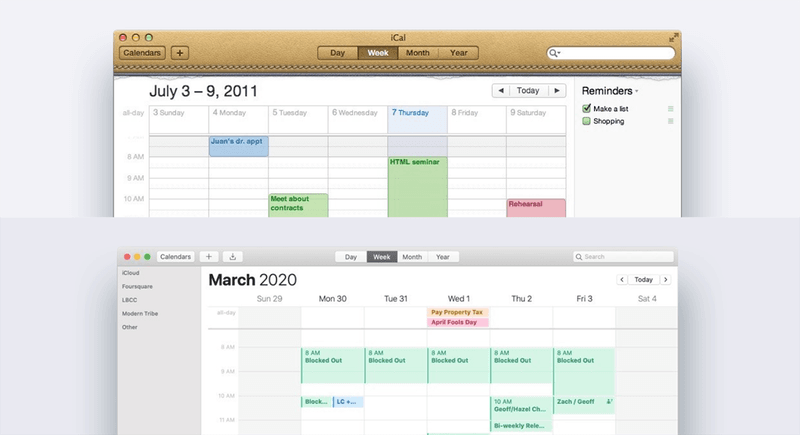 iCal
Calendars + Day Week Month Year
July 3 – 9, 2011 Today Reminders
all-day 3 Sunday 4 Monday 5 Tuesday 6 Wednesday 7 Thursday 8 Friday 9 Saturday
Make a list
Shopping
Juan's dr. appt
8 AM HTML seminar
9 AM
Meet about
contracts
10 AM Rehearsal
Calendars + Day Week Month Year Search
iCloud
Foursquare
LBCC
Modern Tribe
Other
March 2020 Today
Sun 29 Mon 30 Tue 31 Wed 1 Thu 2 Fri 3 Sat 4
all-day Pay Property Tax
April Fools Day
8 AM 8 AM 8 AM 8 AM 8 AM 8 AM
Blocked Out Blocked Out Blocked Out Blocked Out Blocked Out
9 AM
10 AM Block... LC +... 10 AM Zach / Geoff
Geoff/Hazel Ch...
11 AM Bi-weekly Rele...